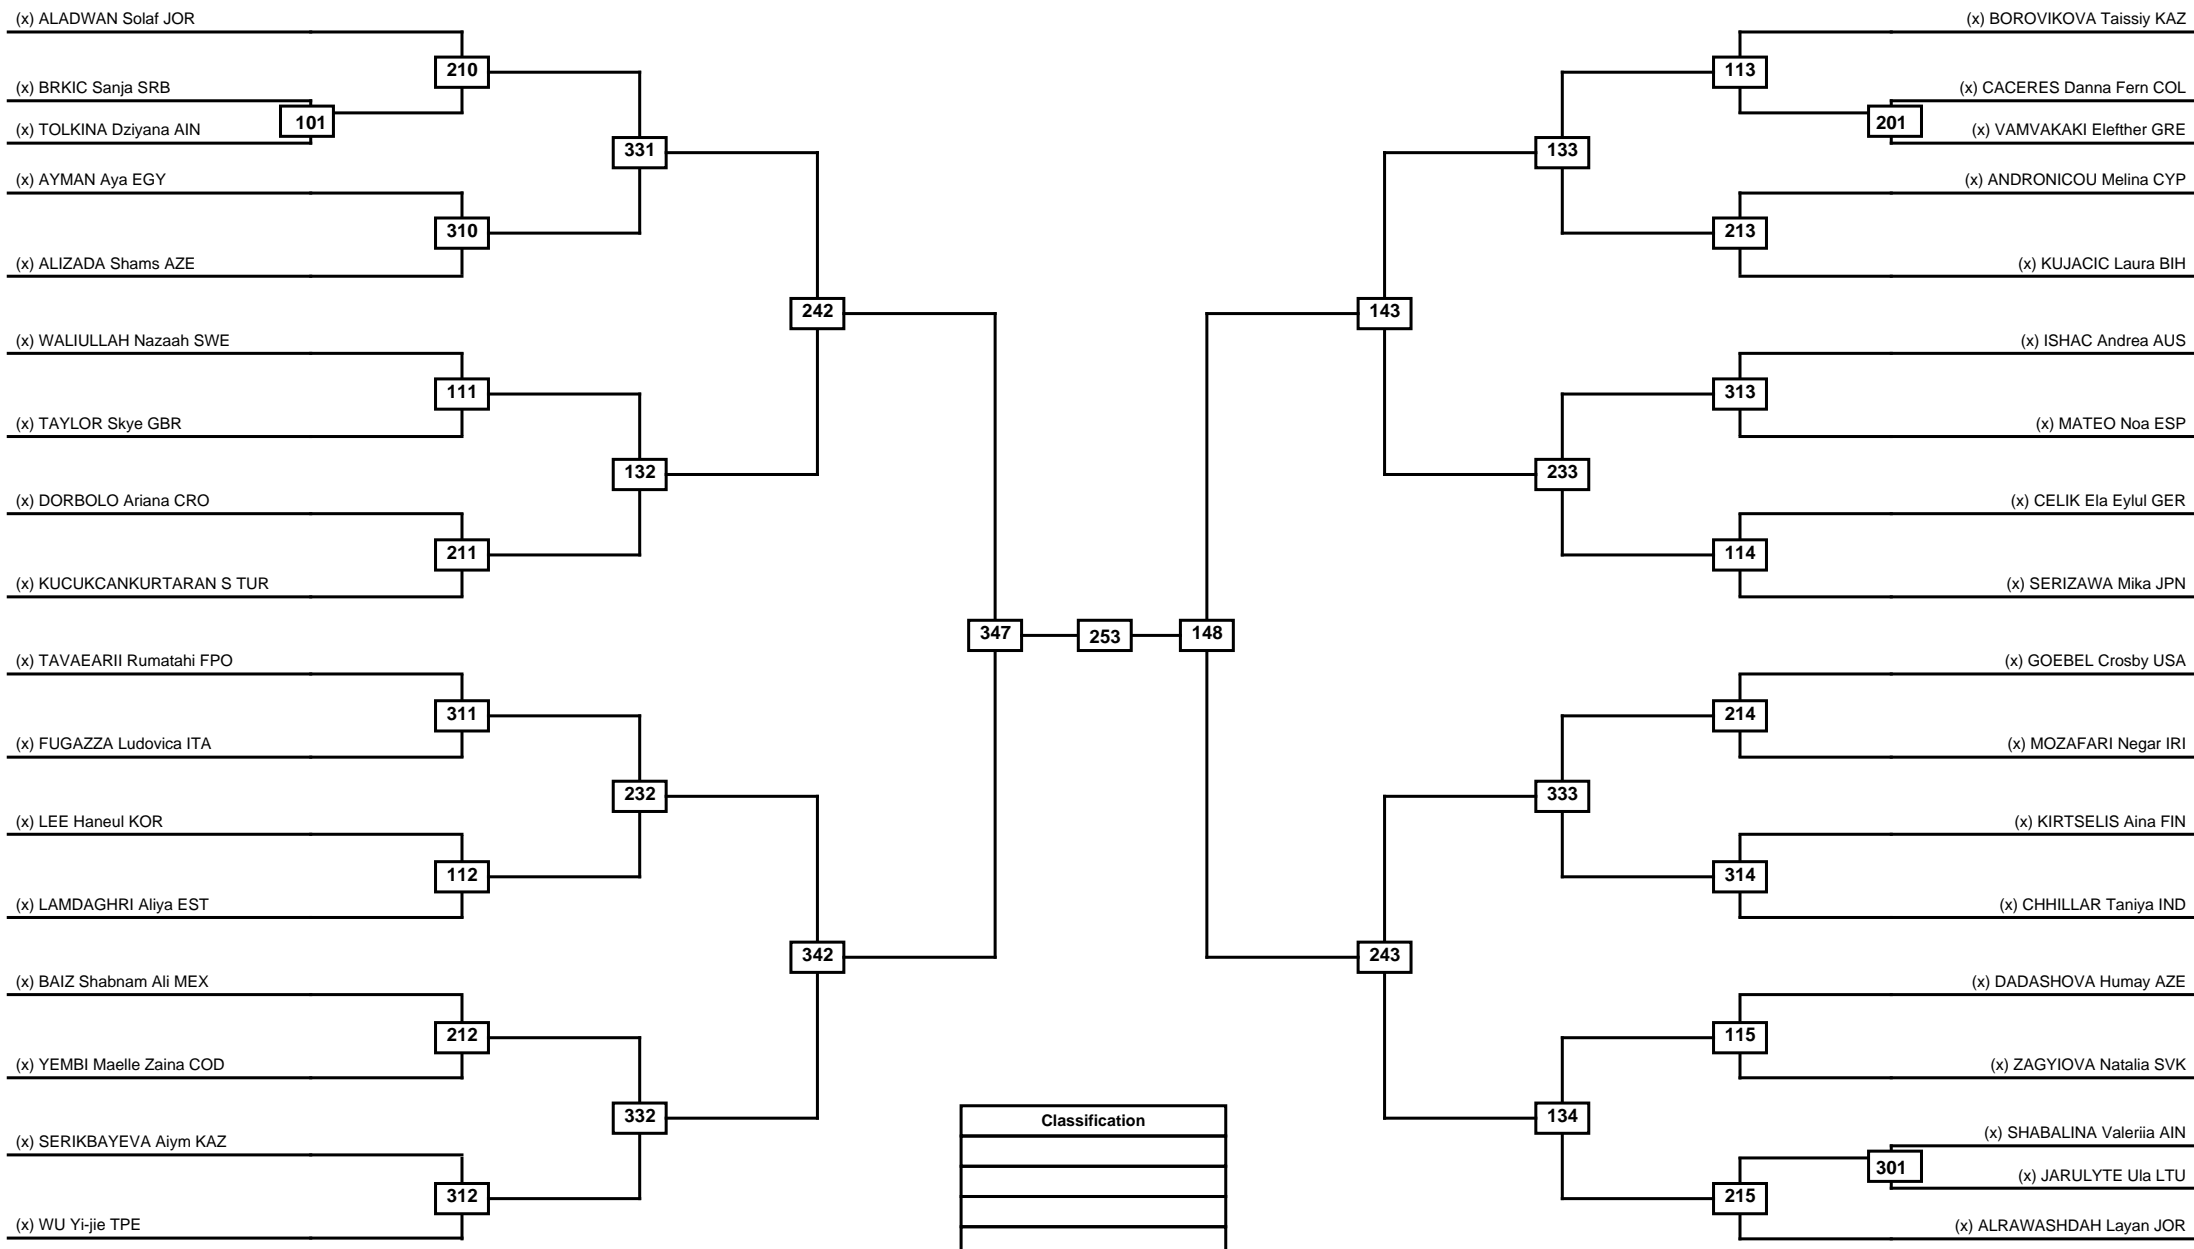 (x) ALADWAN Solaf JOR
210
(x) BRKIC Sanja SRB
101
(x) TOLKINA Dziyana AIN
331
(x) AYMAN Aya EGY
310
(x) ALIZADA Shams AZE
242
(x) WALIULLAH Nazaah SWE
111
(x) TAYLOR Skye GBR
132
(x) DORBOLO Ariana CRO
211
(x) KUCUKCANKURTARAN S TUR
347
253
148
(x) TAVAEARII Rumatahi FPO
311
(x) FUGAZZA Ludovica ITA
232
(x) LEE Haneul KOR
112
(x) LAMDAGHRI Aliya EST
342
(x) BAIZ Shabnam Ali MEX
212
(x) YEMBI Maelle Zaina COD
332
(x) SERIKBAYEVA Aiym KAZ
312
(x) WU Yi-jie TPE
(x) BOROVIKOVA Taissiy KAZ
113
(x) CACERES Danna Fern COL
201
(x) VAMVAKAKI Elefther GRE
133
(x) ANDRONICOU Melina CYP
213
(x) KUJACIC Laura BIH
143
(x) ISHAC Andrea AUS
313
(x) MATEO Noa ESP
233
(x) CELIK Ela Eylul GER
114
(x) SERIZAWA Mika JPN
(x) GOEBEL Crosby USA
214
(x) MOZAFARI Negar IRI
333
(x) KIRTSELIS Aina FIN
314
(x) CHHILLAR Taniya IND
243
(x) DADASHOVA Humay AZE
115
(x) ZAGYIOVA Natalia SVK
134
(x) SHABALINA Valeriia AIN
301
(x) JARULYTE Ula LTU
215
(x) ALRAWASHDAH Layan JOR
Classification